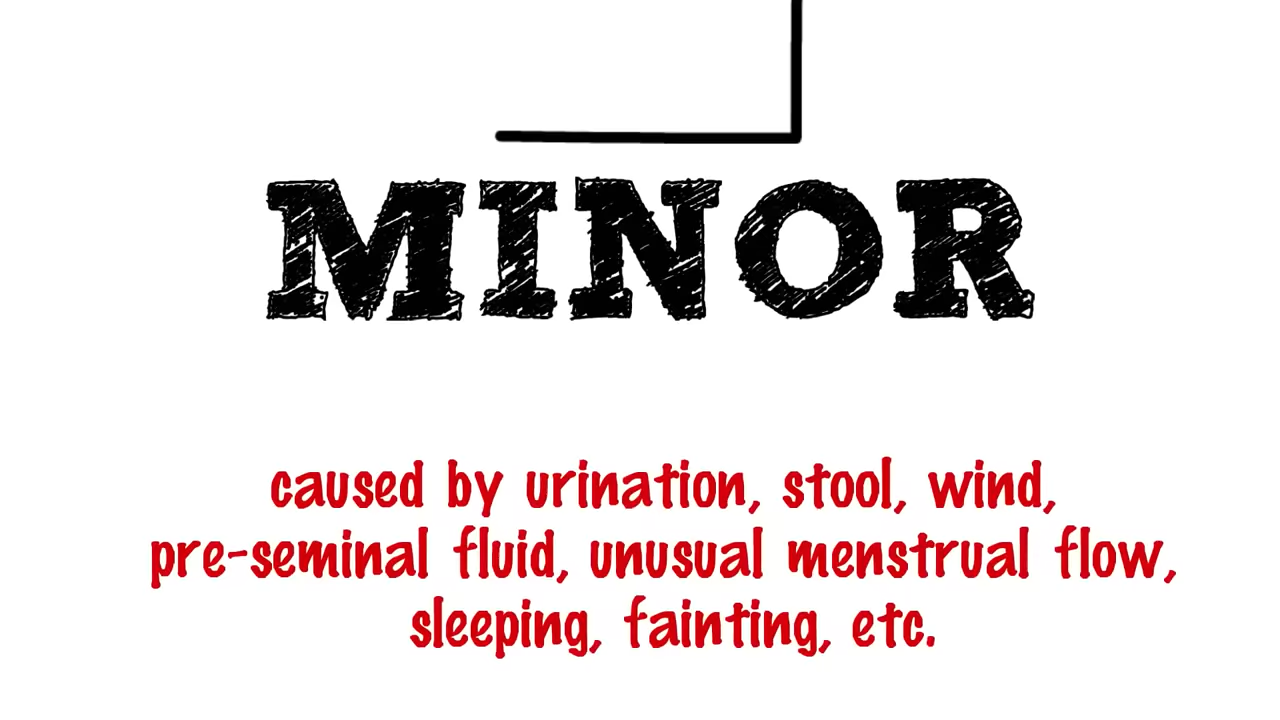 MINOR
caused by urination, stool, wind,
pre-seminal fluid, unusual menstrual flow,
sleeping, fainting, etc.